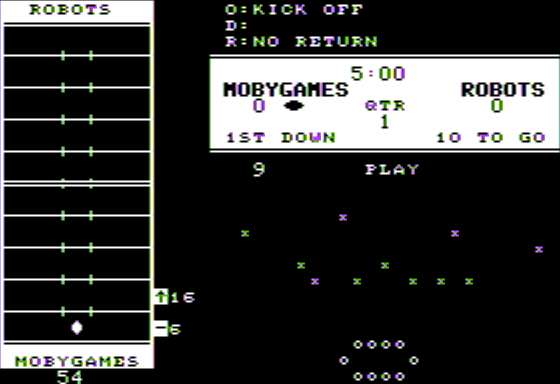 ROBOTS
O:KICK OFF
D:
R:NO RETURN
5:00
MOBYGAMES ROBOTS
0 QTR 0
1
1ST DOWN 10 TO GO
9 PLAY
↑16
-6
MOBYGAMES
54